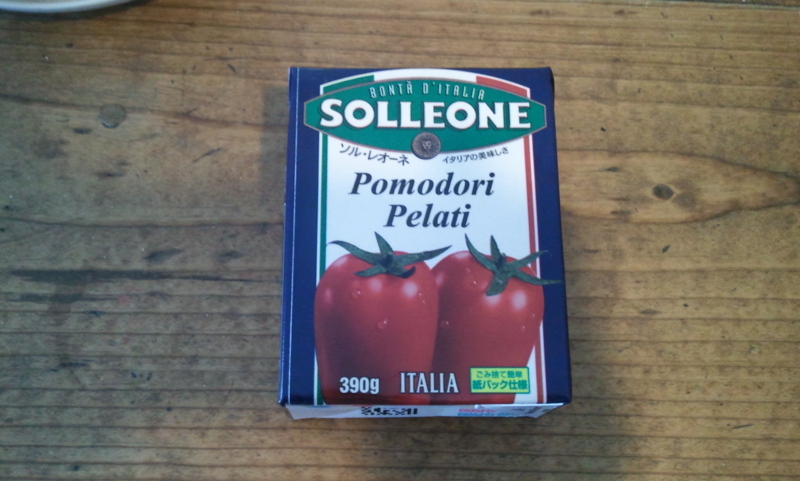 BONTÀ D'ITALIA
SOLLEONE
ソル・レオーネ
イタリアの美味しさ
Pomodori
Pelati
390g ITALIA
ごみ捨て簡単
紙パック仕様